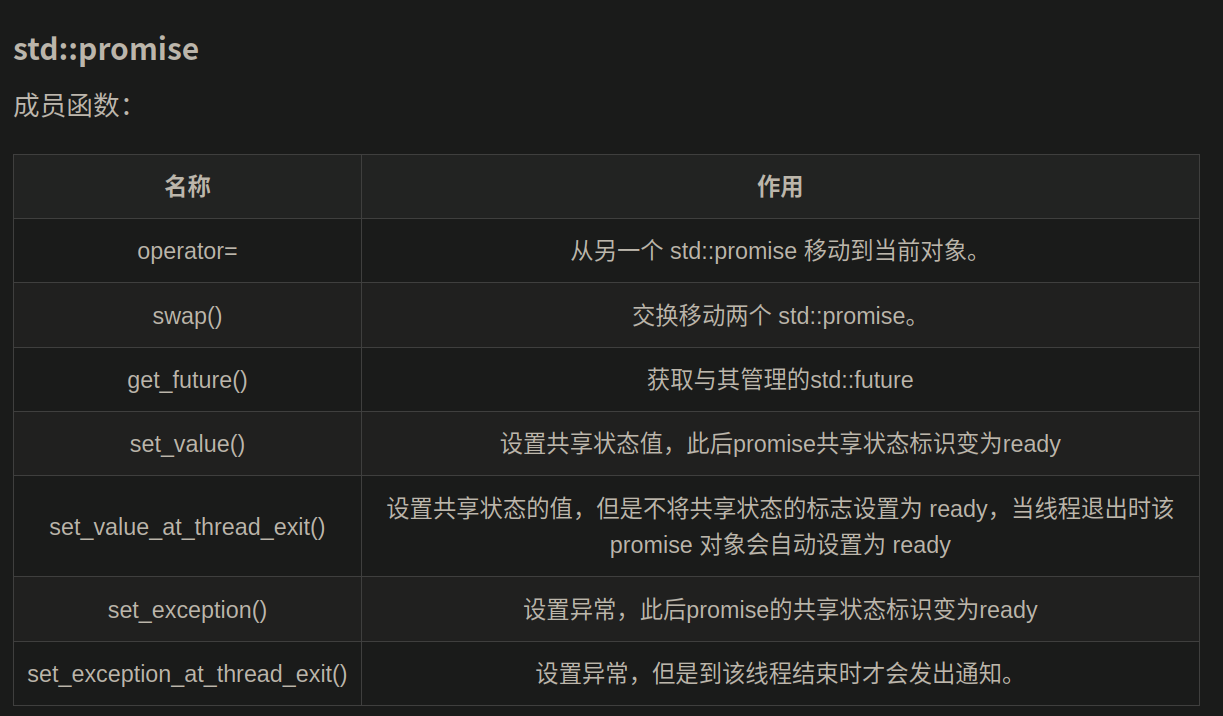 std::promise
成员函数：
名称 作用
operator= 从另一个 std::promise 移动到当前对象。
swap() 交换移动两个 std::promise。
get_future() 获取与其管理的std::future
set_value() 设置共享状态值，此后promise共享状态标识变为ready
set_value_at_thread_exit() 设置共享状态的值，但是不将共享状态的标志设置为 ready，当线程退出时该
promise 对象会自动设置为 ready
set_exception() 设置异常，此后promise的共享状态标识变为ready
set_exception_at_thread_exit() 设置异常，但是到该线程结束时才会发出通知。